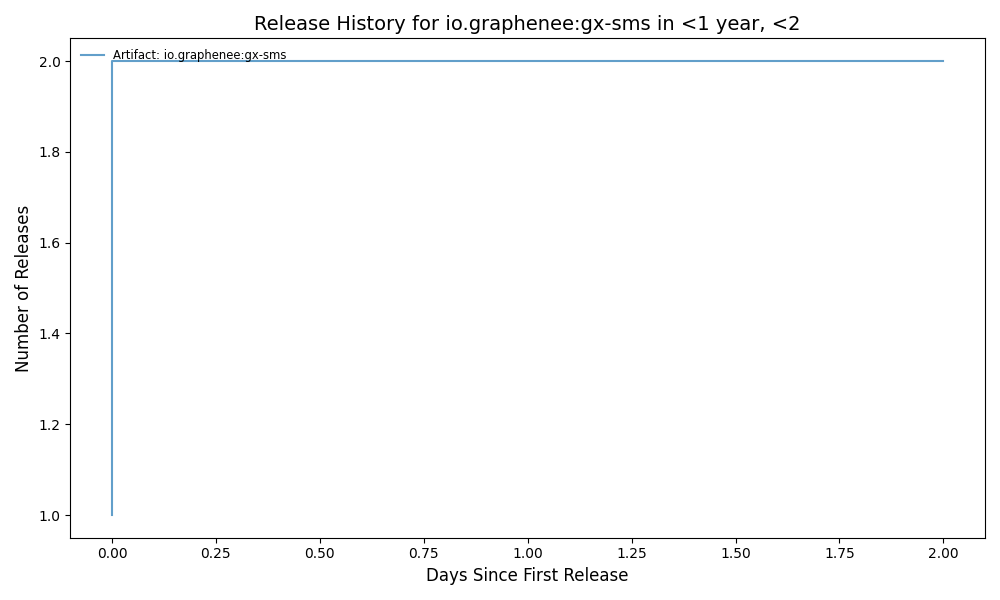 Release History for io.graphenee:gx-sms in <1 year, <2
Artifact: io.graphenee:gx-sms
Number of Releases
2.0
1.8
1.6
1.4
1.2
1.0
0.00 0.25 0.50 0.75 1.00 1.25 1.50 1.75 2.00
Days Since First Release